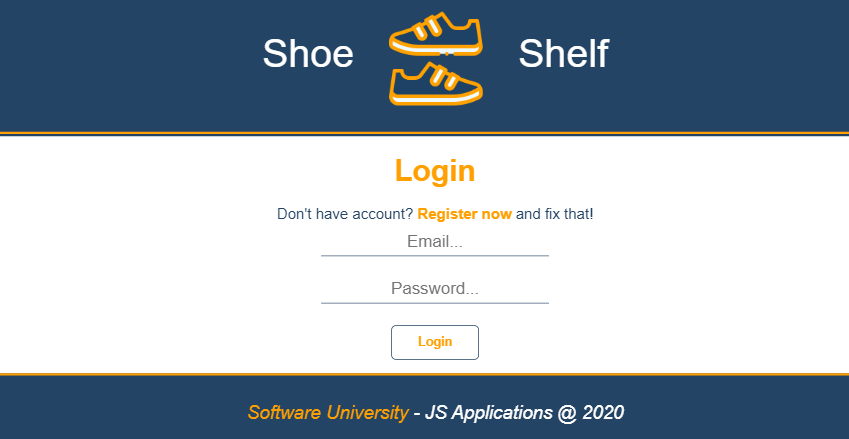 Shoe Shelf
Login
Don't have account? Register now and fix that!
Email...
Password...
Login
Software University - JS Applications @ 2020